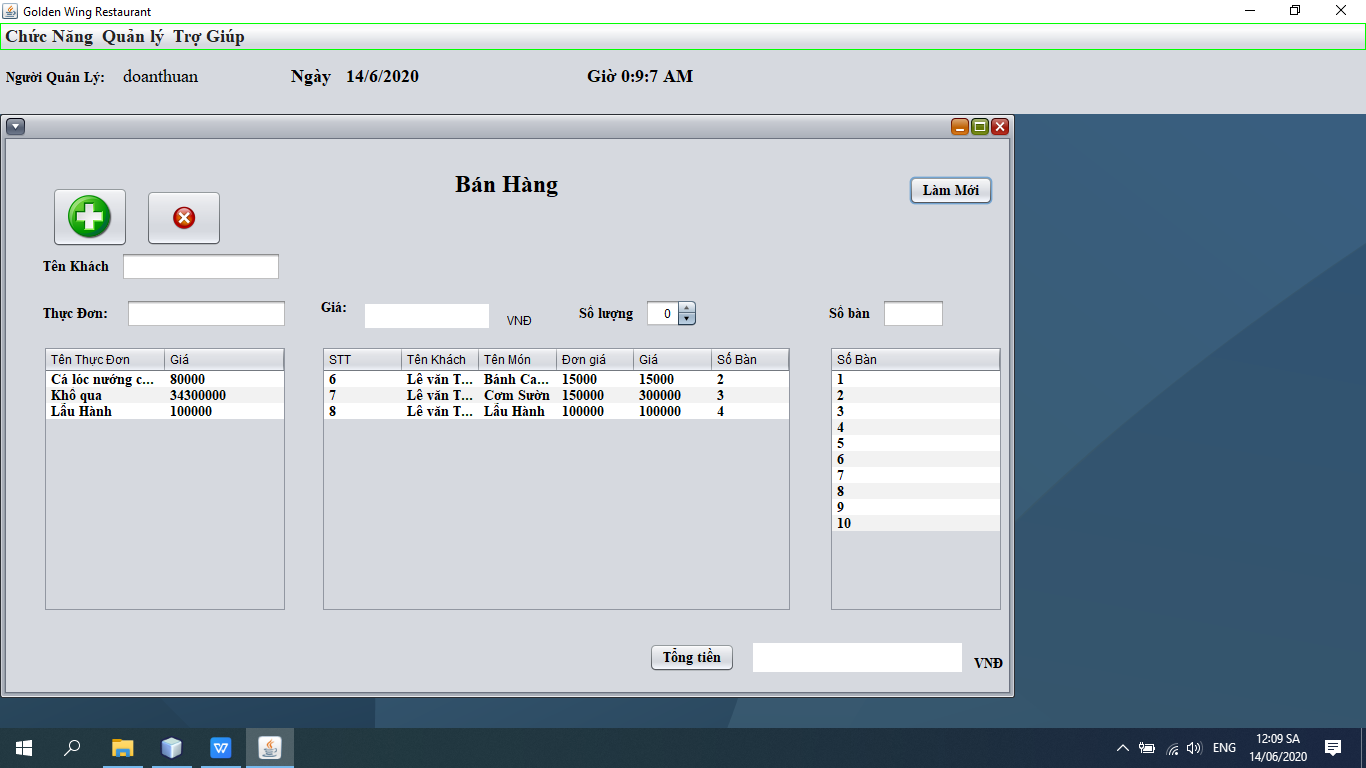 Golden Wing Restaurant
Chức Năng Quản lý Trợ Giúp
Người Quản Lý: doanthuan Ngày 14/6/2020 Giờ 0:9:7 AM
Bán Hàng
Làm Mới
Tên Khách
Thực Đơn: Giá: VNĐ Số lượng 0 Số bàn
Tên Thực Đơn Giá
Cá lóc nướng c... 80000
Khô qua 34300000
Lẩu Hành 100000
STT Tên Khách Tên Món Đơn giá Giá Số Bàn
6 Lê văn T... Bánh Ca... 15000 15000 2
7 Lê văn T... Cơm Sườn 150000 300000 3
8 Lê văn T... Lẩu Hành 100000 100000 4
Số Bàn
1
2
3
4
5
6
7
8
9
10
Tổng tiền VNĐ
ENG
12:09 SA
14/06/2020